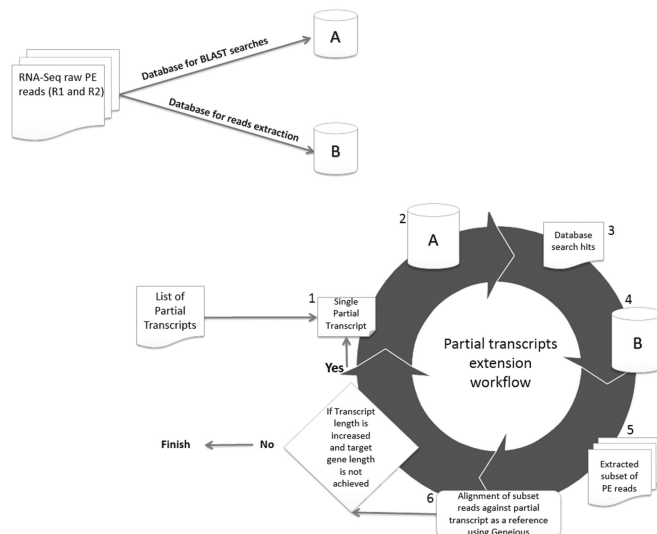 RNA-Seq raw PE
reads (R1 and R2)
Database for BLAST searches
A
Database for reads extraction
B
List of
Partial
Transcripts
1
Single
Partial
Transcript
2
A
Database
search hits
3
4
B
Partial transcripts
extension
workflow
Yes
If Transcript
length is
increased
and target
gene length
is not
achieved
No
Finish
5
Extracted
subset of
PE reads
6
Alignment of subset
reads against partial
transcript as a reference
using Geneious